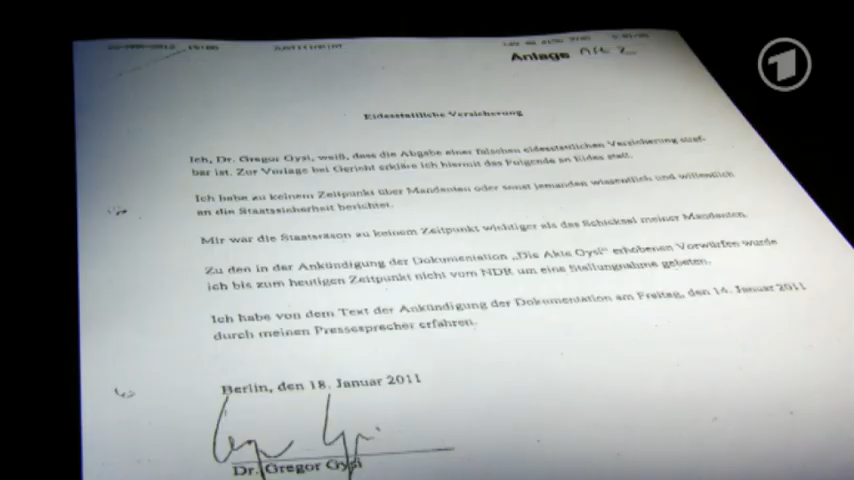 Anlage
Eidesstattliche Versicherung
Ich, Dr. Gregor Gysi, weiß, dass die Abgabe einer falschen eidesstattlichen Versicherung straf-
bar ist. Zur Vorlage bei Gericht erkläre ich hiermit das Folgende an Eides statt.
Ich habe zu keinem Zeitpunkt über Mandanten oder sonst jemanden wissentlich und willentlich
an die Staatssicherheit berichtet.
Mir war die Staatsräson zu keinem Zeitpunkt wichtiger als das Schicksal meiner Mandanten.
Zu den in der Ankündigung der Dokumentation „Die Akte Gysi“ erhobenen Vorwürfen wurde
ich bis zum heutigen Zeitpunkt nicht vom NDR um eine Stellungnahme gebeten.
Ich habe von dem Text der Ankündigung der Dokumentation am Freitag, den 14. Januar 2011
durch meinen Pressesprecher erfahren.
Berlin, den 18. Januar 2011
Dr. Gregor Gysi
1